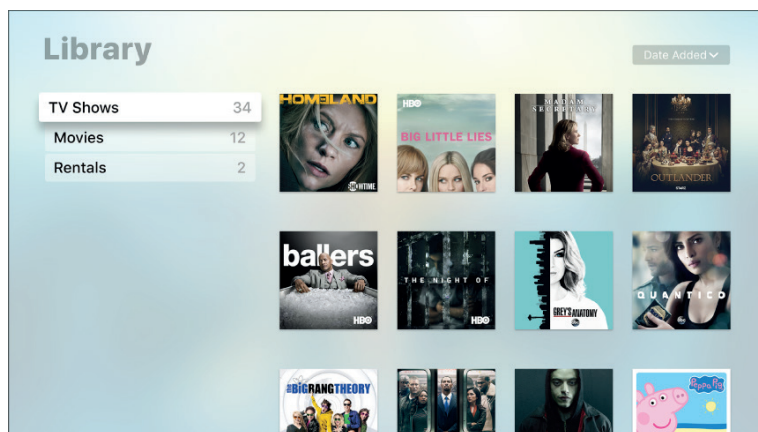 Library
Date Added
TV Shows 34
Movies 12
Rentals 2
HOMELAND
SHOWTIME
HBO
BIG LITTLE LIES
MADAM
SECRETARY
OUTLANDER
ballers
HBO
THE NIGHT OF
HBO
GREY'S ANATOMY
abc
QUANTICO
THE BIG BANG THEORY
Peppa Pig